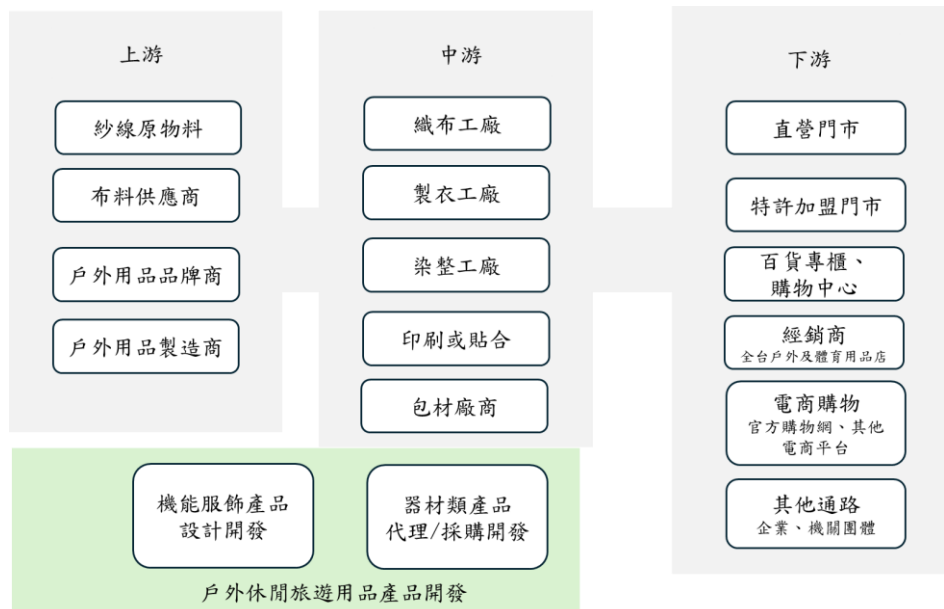 上游
紗線原物料
布料供應商
戶外用品品牌商
戶外用品製造商
中游
織布工廠
製衣工廠
染整工廠
印刷或貼合
包材廠商
下游
直營門市
特許加盟門市
百貨專櫃、
購物中心
經銷商
全台戶外及體育用品店
電商購物
官方購物網、其他
電商平台
其他通路
企業、機關團體
機能服飾產品
設計開發
器材類產品
代理/採購開發
戶外休閒旅遊用品產品開發